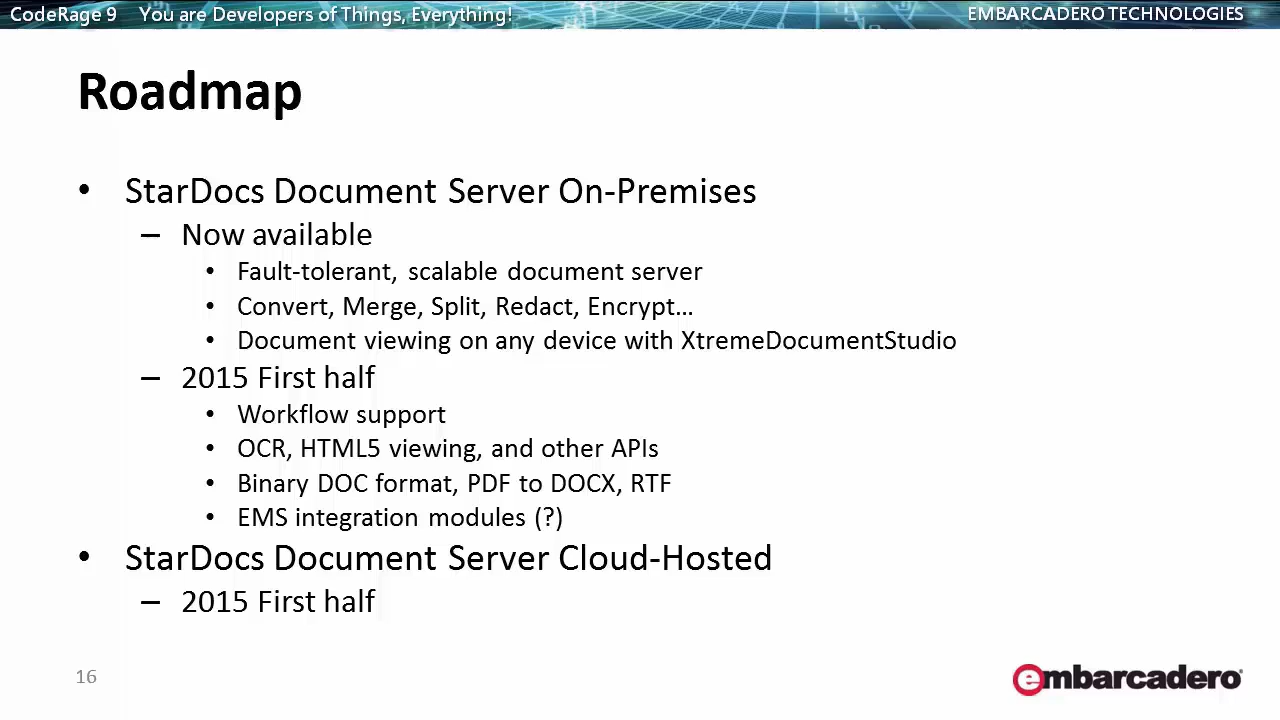 CodeRage 9 You are Developers of Things, Everything!
EMBARCADERO TECHNOLOGIES
Roadmap
• StarDocs Document Server On-Premises
– Now available
• Fault-tolerant, scalable document server
• Convert, Merge, Split, Redact, Encrypt…
• Document viewing on any device with XtremeDocumentStudio
– 2015 First half
• Workflow support
• OCR, HTML5 viewing, and other APIs
• Binary DOC format, PDF to DOCX, RTF
• EMS integration modules (?)
• StarDocs Document Server Cloud-Hosted
– 2015 First half
16
embarcadero